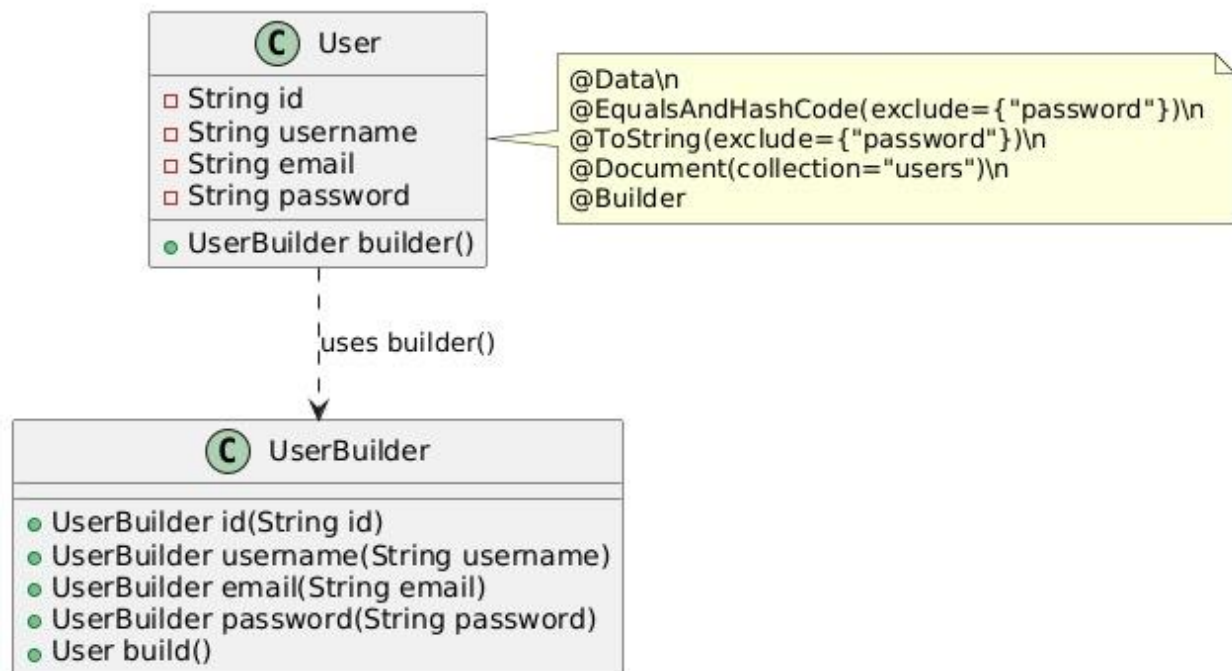 C User
String id
String username
String email
String password
UserBuilder builder()
@Data\n
@EqualsAndHashCode(exclude={"password"})\n
@ToString(exclude={"password"})\n
@Document(collection="users")\n
@Builder
uses builder()
C UserBuilder
UserBuilder id(String id)
UserBuilder username(String username)
UserBuilder email(String email)
UserBuilder password(String password)
User build()